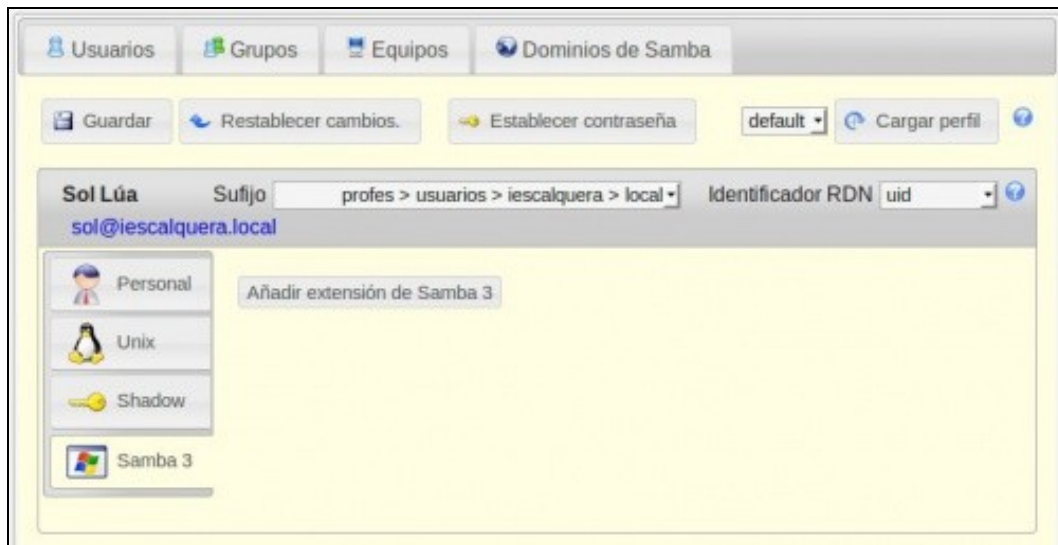 Usuarios Grupos Equipos Dominios de Samba
Guardar Restablecer cambios. Establecer contraseña default Cargar perfil
Sol Lúa Sufijo profes > usuarios > iescalquera > local Identificador RDN uid
sol@iescalquera.local
Personal
Añadir extensión de Samba 3
Unix
Shadow
Samba 3